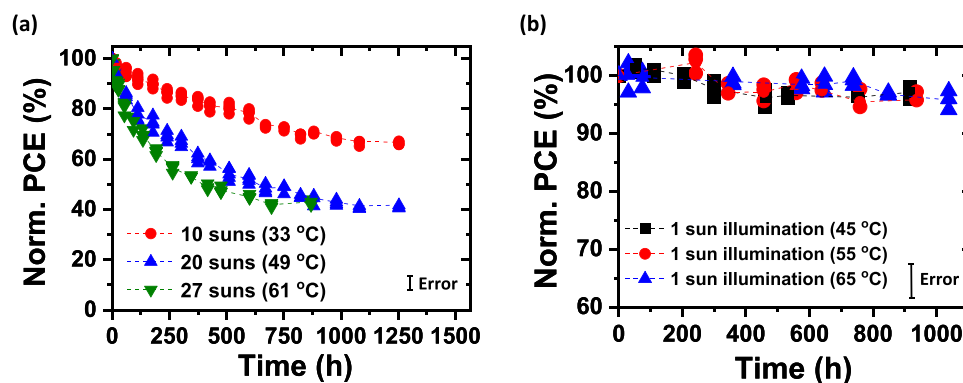 (a)
Norm. PCE (%)
100
80
60
40
20
0
0 250 500 750 1000 1250 1500
Time (h)
10 suns (33 °C)
20 suns (49 °C)
27 suns (61 °C)
Error
(b)
Norm. PCE (%)
100
90
80
70
60
0 200 400 600 800 1000
Time (h)
1 sun illumination (45 °C)
1 sun illumination (55 °C)
1 sun illumination (65 °C)
Error